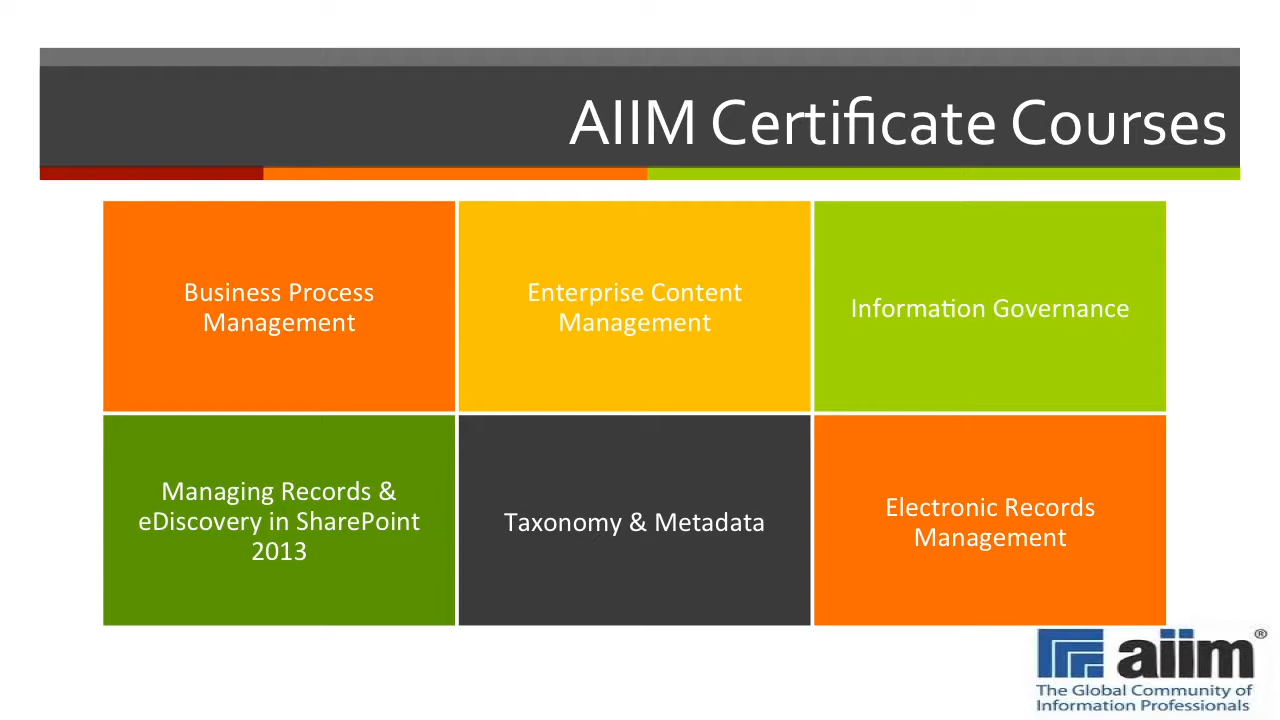 AIIM Certificate Courses
Business Process
Management
Enterprise Content
Management
Information Governance
Managing Records &
eDiscovery in SharePoint
2013
Taxonomy & Metadata
Electronic Records
Management
aiim®
The Global Community of
Information Professionals